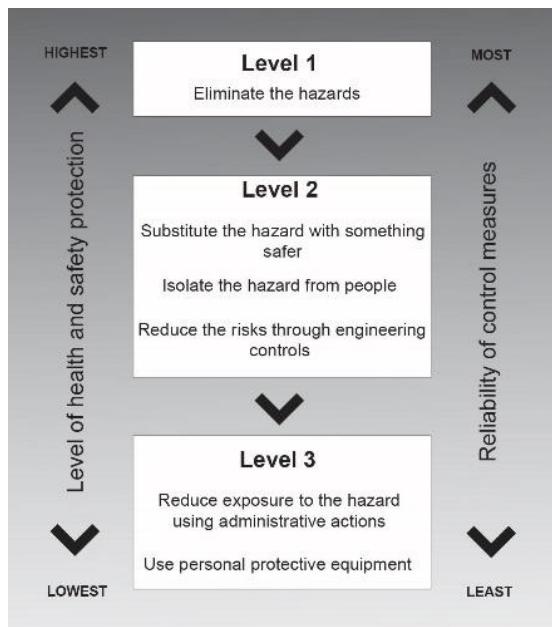 HIGHEST
Level 1
MOST
Eliminate the hazards
Level of health and safety protection
Reliability of control measures
Level 2
Substitute the hazard with something
safer
Isolate the hazard from people
Reduce the risks through engineering
controls
Level 3
Reduce exposure to the hazard
using administrative actions
Use personal protective equipment
LOWEST
LEAST